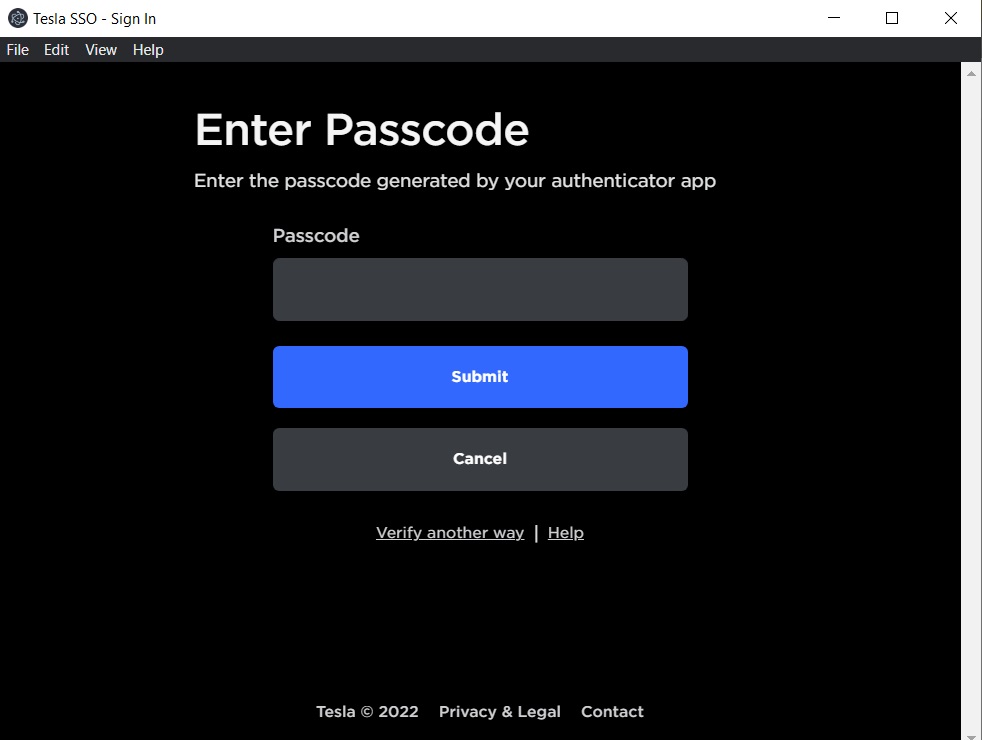 Tesla SSO - Sign In
File Edit View Help
Enter Passcode
Enter the passcode generated by your authenticator app
Passcode
Submit
Cancel
Verify another way | Help
Tesla © 2022 Privacy & Legal Contact